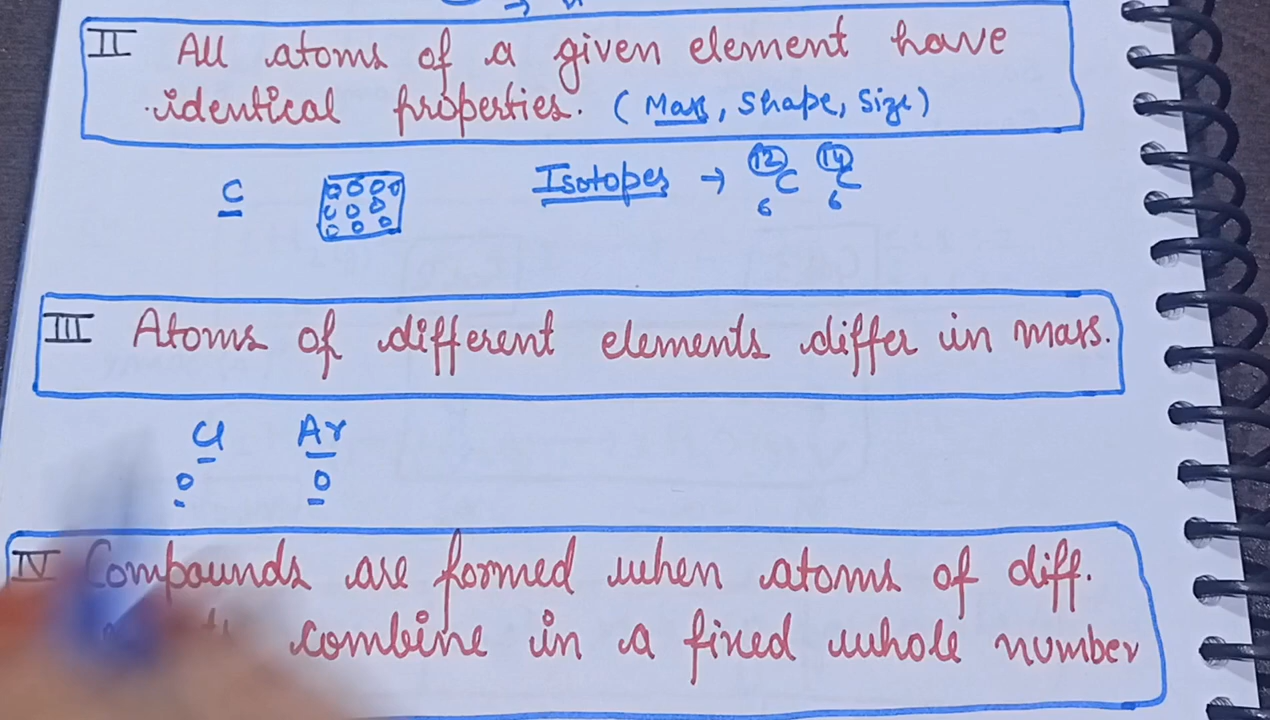 II All atoms of a given element have
identical properties. (Mass, Shape, Size)
C Isotopes → 12 C 6 14 C 6
III Atoms of different elements differ in mass.
Cl Ar
IV Compounds are formed when atoms of diff.
combine in a fixed whole number